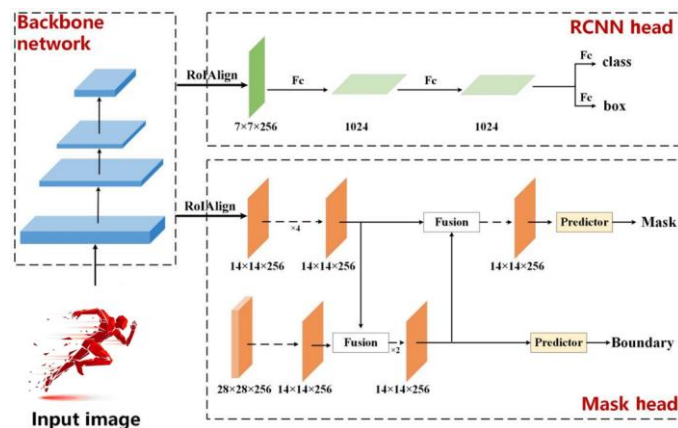 Backbone
network
RCNN head
RoIAlign
Fc
Fc
Fc
class
Fc
box
7×7×256
1024
1024
RoIAlign
×4
Fusion
Predictor
Mask
14×14×256
14×14×256
14×14×256
Fusion
×2
Predictor
Boundary
28×28×256
14×14×256
14×14×256
Input image
Mask head